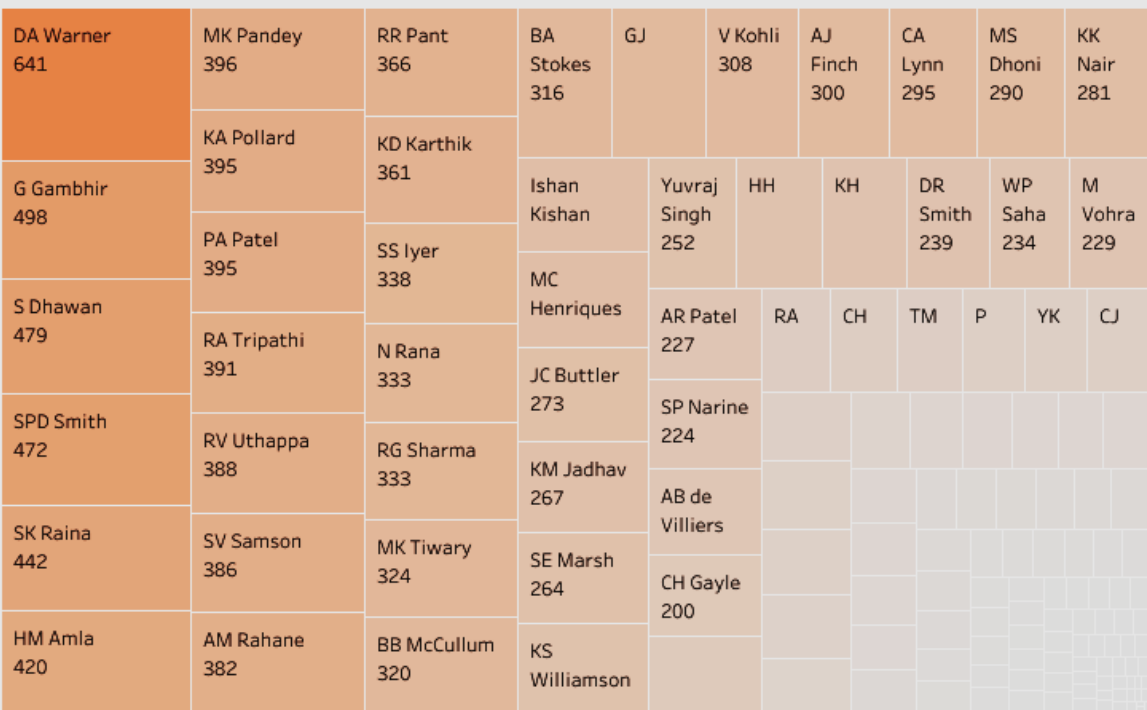 DA Warner
641
G Gambhir
498
S Dhawan
479
SPD Smith
472
SK Raina
442
HM Amla
420
MK Pandey
396
KA Pollard
395
PA Patel
395
RA Tripathi
391
RV Uthappa
388
SV Samson
386
AM Rahane
382
RR Pant
366
KD Karthik
361
SS Iyer
338
N Rana
333
RG Sharma
333
MK Tiwary
324
BB McCullum
320
BA
Stokes
316
GJ
V Kohli
308
AJ
Finch
300
CA
Lynn
295
MS
Dhoni
290
KK
Nair
281
Ishan
Kishan
MC
Henriques
JC Buttler
273
KM Jadhav
267
SE Marsh
264
KS
Williamson
Yuvraj
Singh
252
HH
KH
DR
Smith
239
WP
Saha
234
M
Vohra
229
AR Patel
227
SP Narine
224
AB de
Villiers
CH Gayle
200
RA
CH
TM
P
YK
CJ